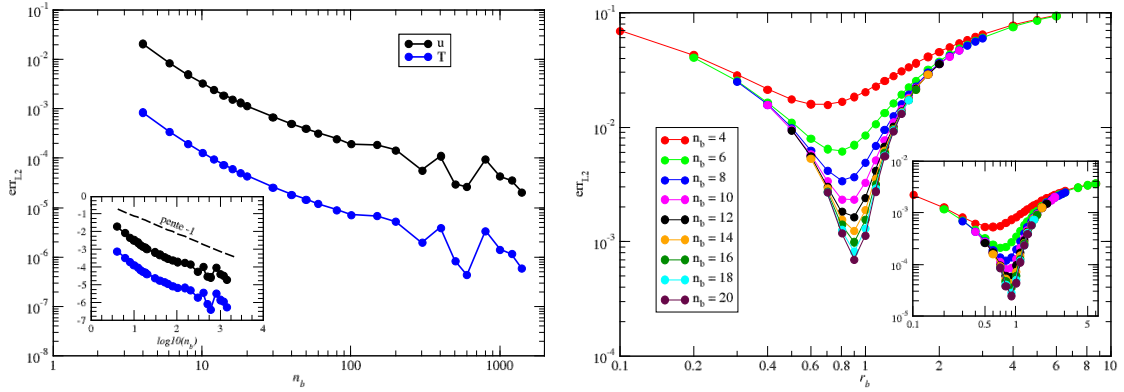 10^-1
10^0
10^-1
10^-2
10^-3
10^-4
10^-5
10^-6
10^-7
10^-8
err_L2
u
T
0
-1
-2
-3
-4
-5
-6
-7
pente -1
0
1
2
3
4
log10(n_b)
1
10
100
1000
n_b
10^-1
10^-2
10^-3
10^-4
err_L2
n_b = 4
n_b = 6
n_b = 8
n_b = 10
n_b = 12
n_b = 14
n_b = 16
n_b = 18
n_b = 20
10^-2
10^-3
10^-4
10^-5
0.1
0.5
1
5
0.1
0.2
0.4
0.6
0.8
1
2
4
6
8
10
r_b